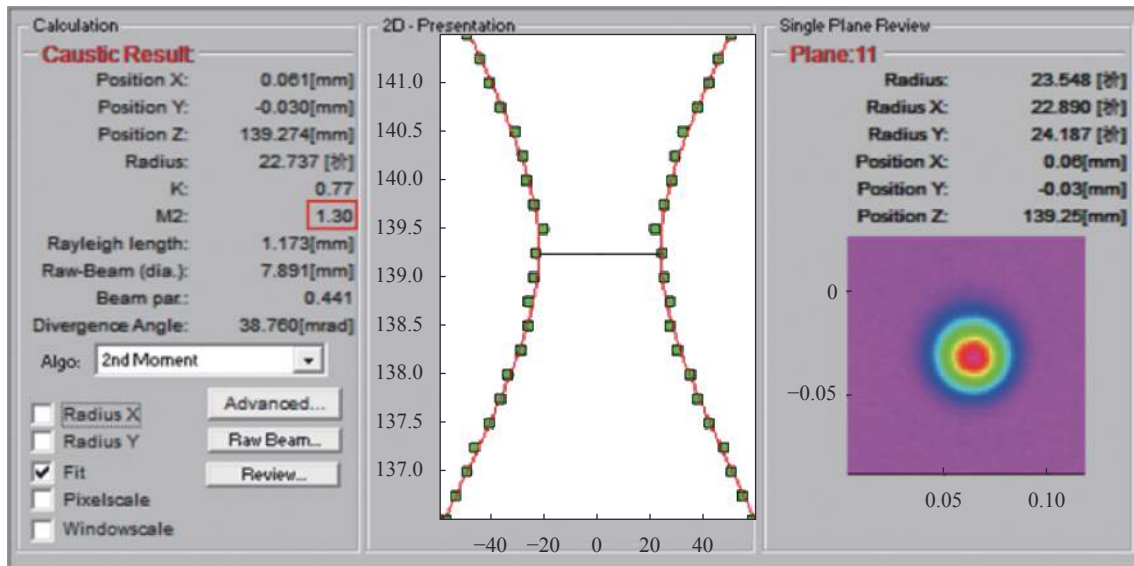 Calculation
Caustic Result:
Position X: 0.061[mm]
Position Y: -0.030[mm]
Position Z: 139.274[mm]
Radius: 22.737
K: 0.77
M2: 1.30
Rayleigh length: 1.173[mm]
Raw-Beam (dia.): 7.891[mm]
Beam par.: 0.441
Divergence Angle: 38.760[mrad]
Algo: 2nd Moment
Radius X
Advanced...
Radius Y
Raw Beam...
Fit
Review...
Pixelscale
Windowscale
2D - Presentation
141.0
140.5
140.0
139.5
139.0
138.5
138.0
137.5
137.0
−40 −20 0 20 40
Single Plane Review
Plane:11
Radius: 23.548
Radius X: 22.890
Radius Y: 24.187
Position X: 0.06[mm]
Position Y: -0.03[mm]
Position Z: 139.25[mm]
0
−0.05
0.05 0.10